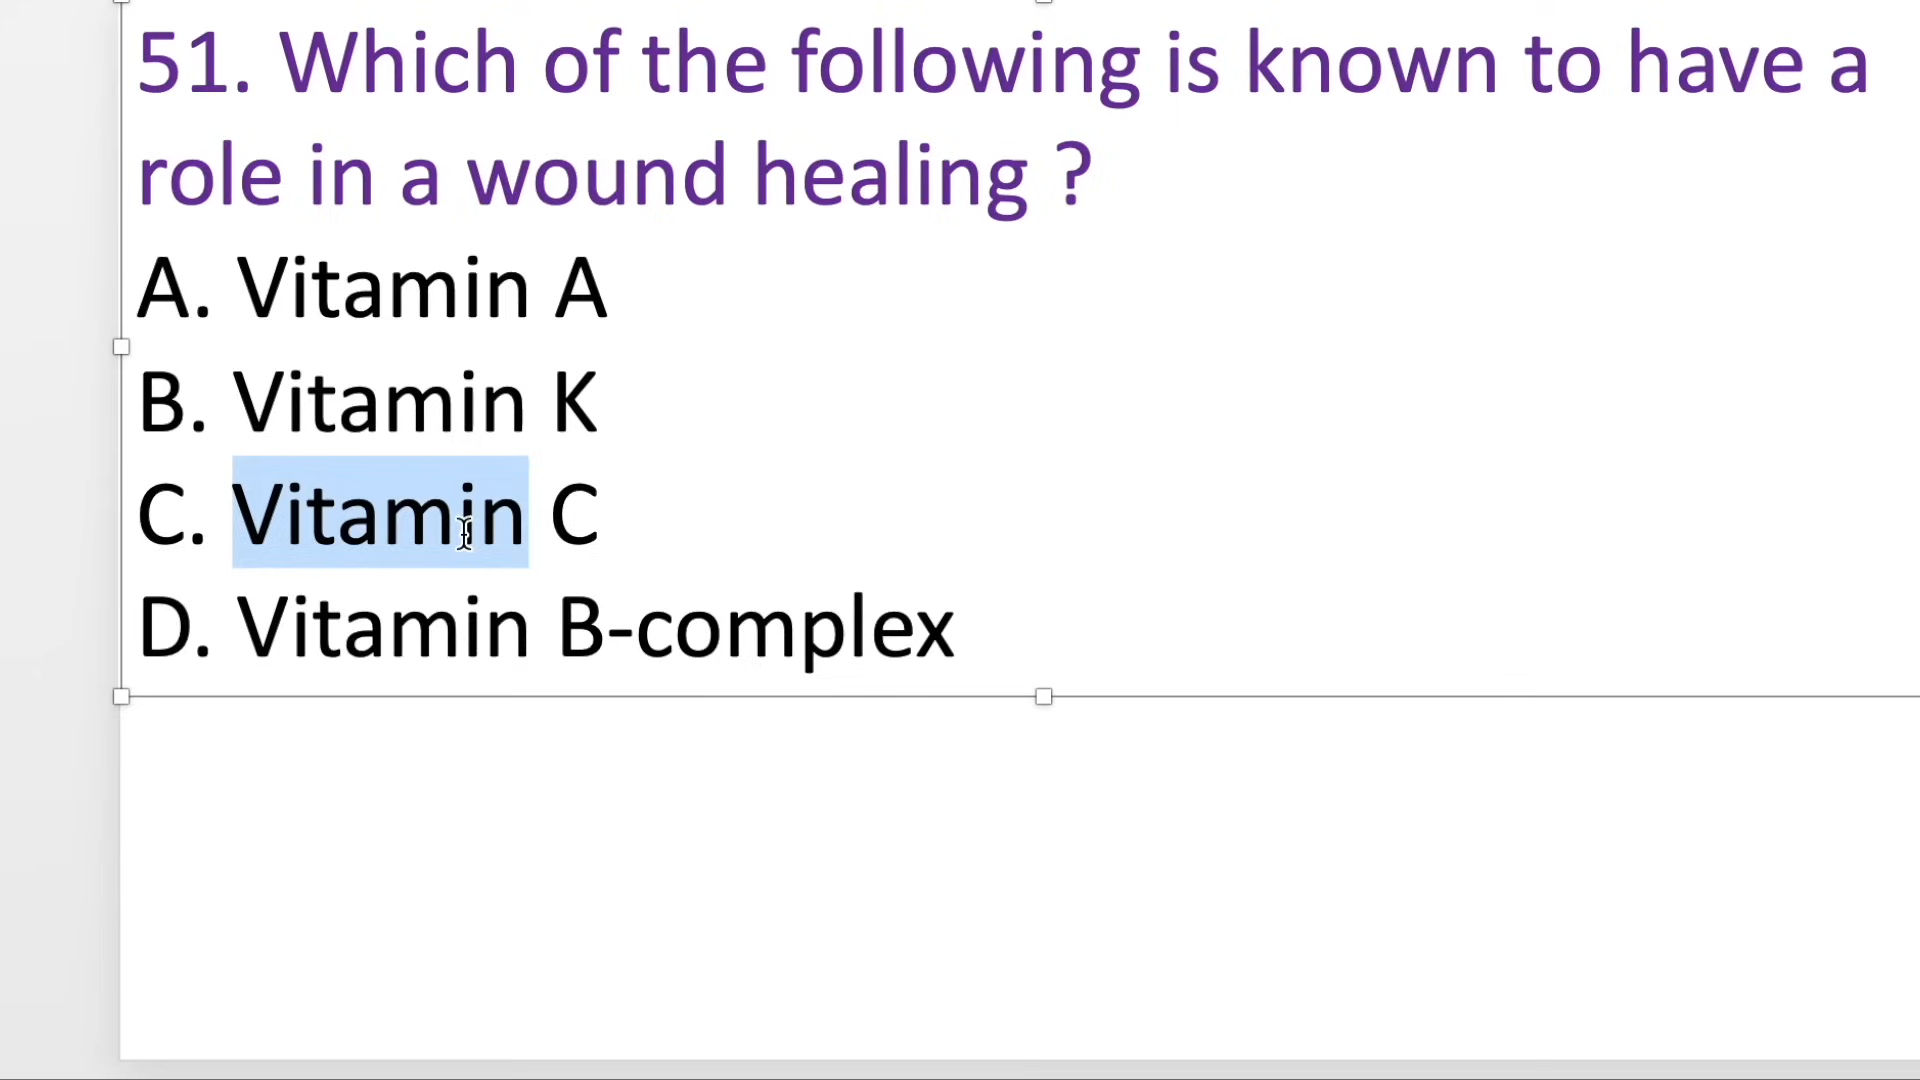 51. Which of the following is known to have a
role in a wound healing ?
A. Vitamin A
B. Vitamin K
C. Vitamin C
D. Vitamin B-complex